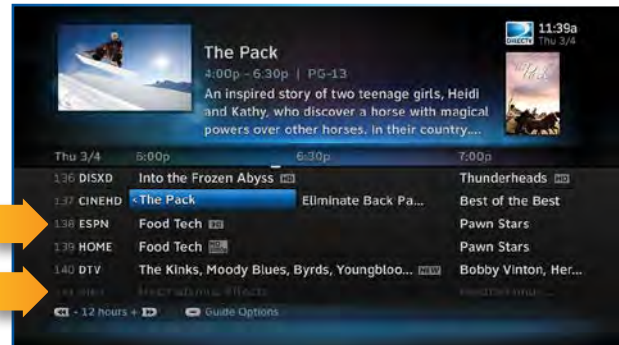 11:39a
DIRECTV Thu 3/4
The Pack
4:00p - 6:30p | PG-13
An inspired story of two teenage girls, Heidi
and Kathy, who discover a horse with magical
powers over other horses. In their country....
Thu 3/4 6:00p 6:30p 7:00p
136 DISXD Into the Frozen Abyss HD Thunderheads HD
137 CINEHD <The Pack Eliminate Back Pa... Best of the Best
138 ESPN Food Tech Pawn Stars
139 HOME Food Tech HD Pawn Stars
140 DTV The Kinks, Moody Blues, Byrds, Youngbloo... NEW Bobby Vinton, Her...
- 12 hours + Guide Options